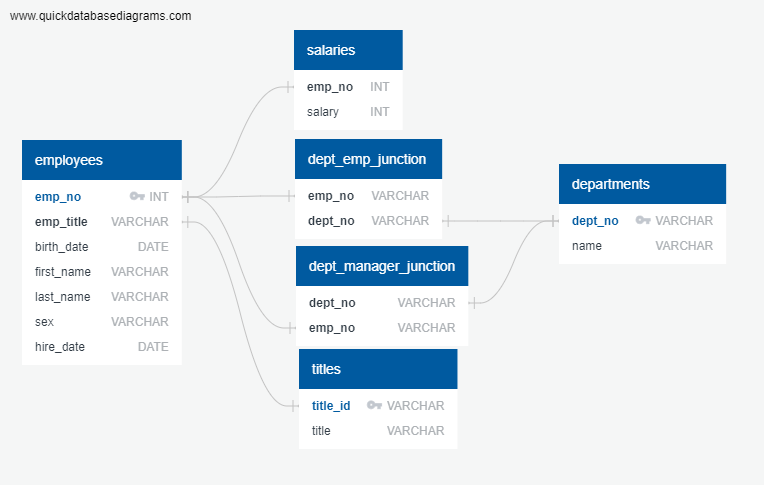 www.quickdatabasediagrams.com
employees
emp_no INT
emp_title VARCHAR
birth_date DATE
first_name VARCHAR
last_name VARCHAR
sex VARCHAR
hire_date DATE
salaries
emp_no INT
salary INT
dept_emp_junction
emp_no VARCHAR
dept_no VARCHAR
dept_manager_junction
dept_no VARCHAR
emp_no VARCHAR
titles
title_id VARCHAR
title VARCHAR
departments
dept_no VARCHAR
name VARCHAR